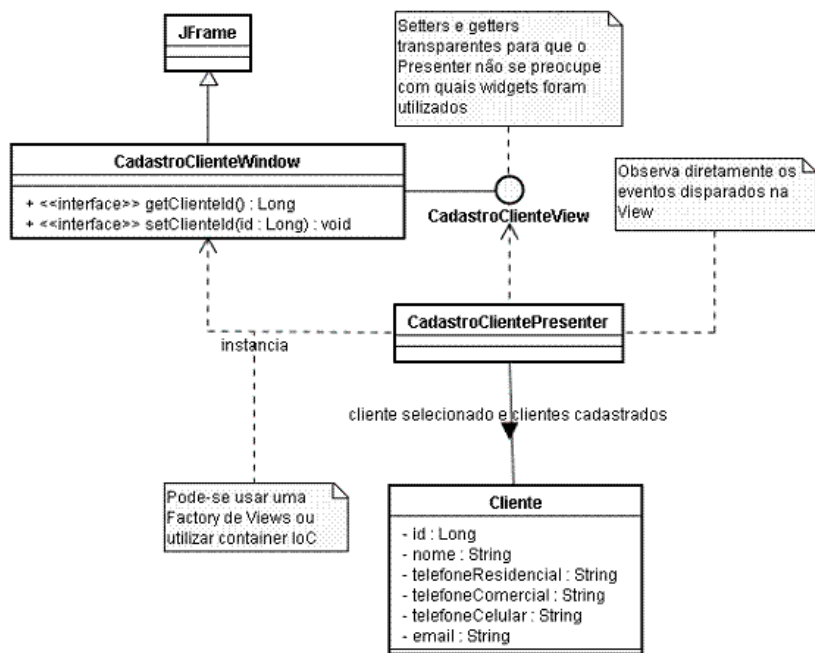 JFrame
Setters e getters
transparentes para que o
Presenter não se preocupe
com quais widgets foram
utilizados
CadastroClienteWindow
+ <<interface>> getClienteId() : Long
+ <<interface>> setClienteId(id : Long) : void
CadastroClienteView
Observa diretamente os
eventos disparados na
View
CadastroClientePresenter
instancia
cliente selecionado e clientes cadastrados
Pode-se usar uma
Factory de Views ou
utilizar container IoC
Cliente
- id : Long
- nome : String
- telefoneResidencial : String
- telefoneComercial : String
- telefoneCelular : String
- email : String